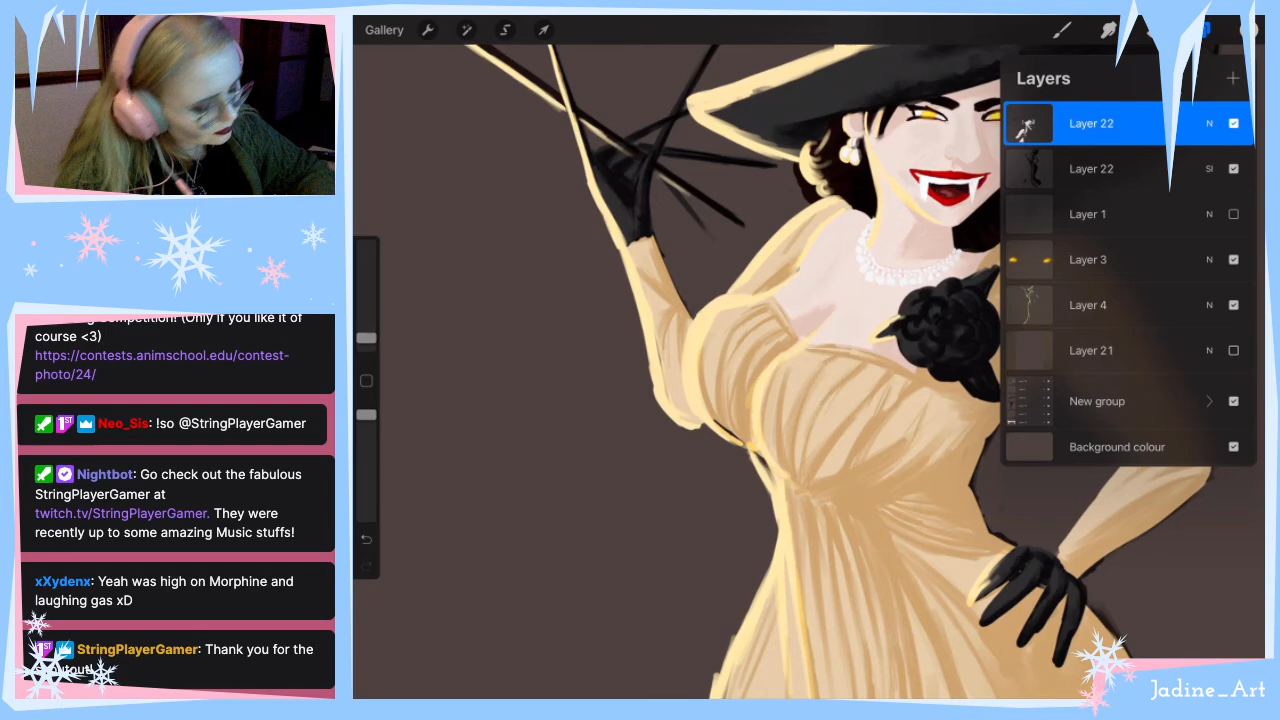 course <3)
https://contests.animschool.edu/contest-
photo/24/
Neo_Sis: !so @StringPlayerGamer
Nightbot: Go check out the fabulous
StringPlayerGamer at
twitch.tv/StringPlayerGamer. They were
recently up to some amazing Music stuffs!
xXydenx: Yeah was high on Morphine and
laughing gas xD
1ST StringPlayerGamer: Thank you for the
Gallery
Layers
Layer 22 N
Layer 22 SI
Layer 1 N
Layer 3 N
Layer 4 N
Layer 21 N
New group
Background colour
Jadine_Art